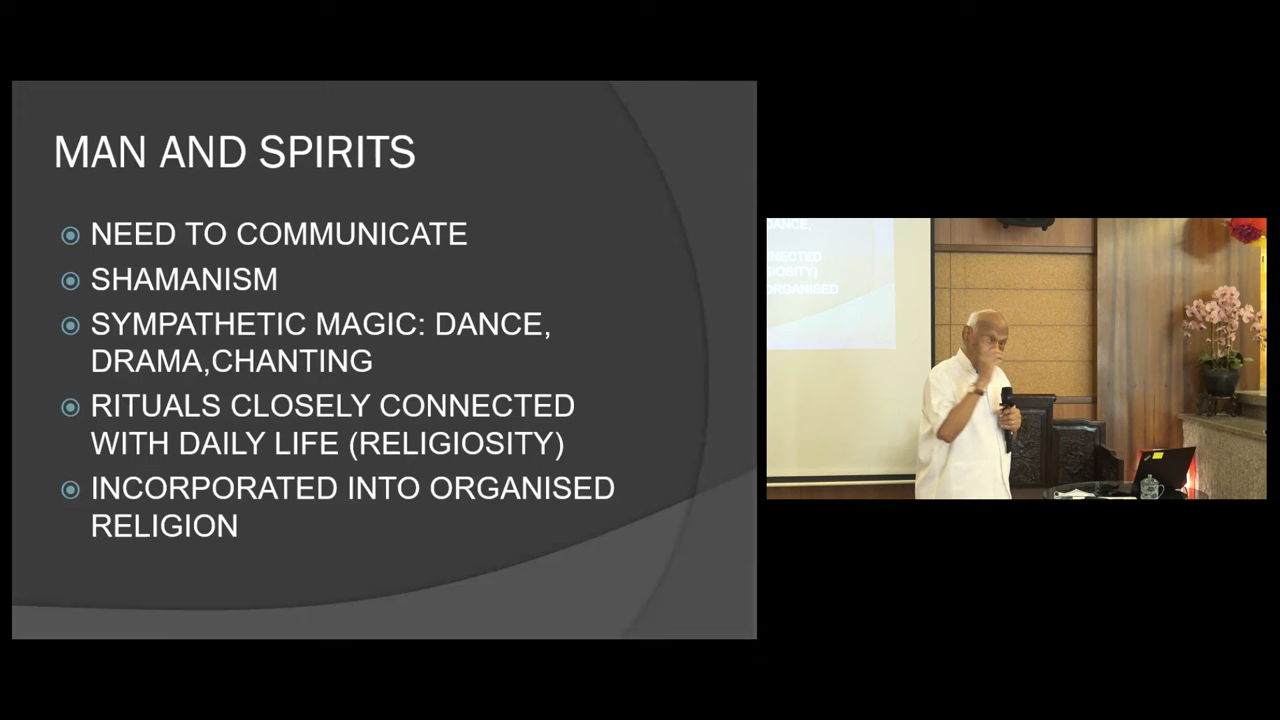 MAN AND SPIRITS
NEED TO COMMUNICATE
SHAMANISM
SYMPATHETIC MAGIC: DANCE,
DRAMA,CHANTING
RITUALS CLOSELY CONNECTED
WITH DAILY LIFE (RELIGIOSITY)
INCORPORATED INTO ORGANISED
RELIGION
ORGANISED